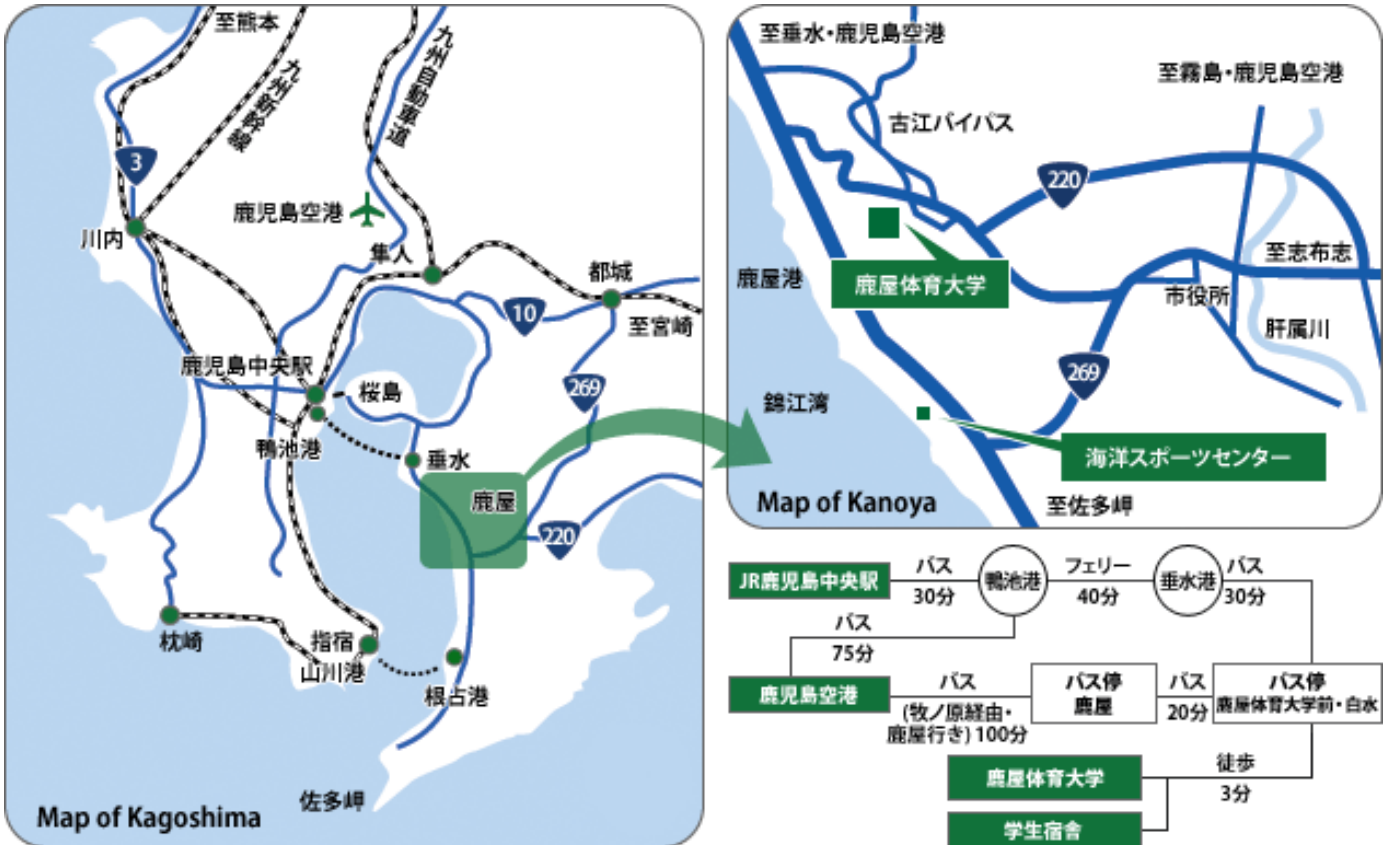 至熊本
九州新幹線
九州自動車道
3
鹿児島空港
川内
隼人
都城
10
至宮崎
鹿児島中央駅
桜島
269
鴨池港
垂水
鹿屋
220
枕崎
指宿
山川港
根占港
佐多岬
Map of Kagoshima
至垂水・鹿児島空港
至霧島・鹿児島空港
古江バイパス
220
至志布志
鹿屋港
鹿屋体育大学
市役所
肝属川
269
錦江湾
海洋スポーツセンター
Map of Kanoya
至佐多岬
JR鹿児島中央駅
バス
30分
鴨池港
フェリー
40分
垂水港
バス
30分
バス
75分
鹿児島空港
バス
(牧ノ原経由・
鹿屋行き) 100分
バス停
鹿屋
バス
20分
バス停
鹿屋体育大学前・白水
鹿屋体育大学
徒歩
3分
学生宿舎